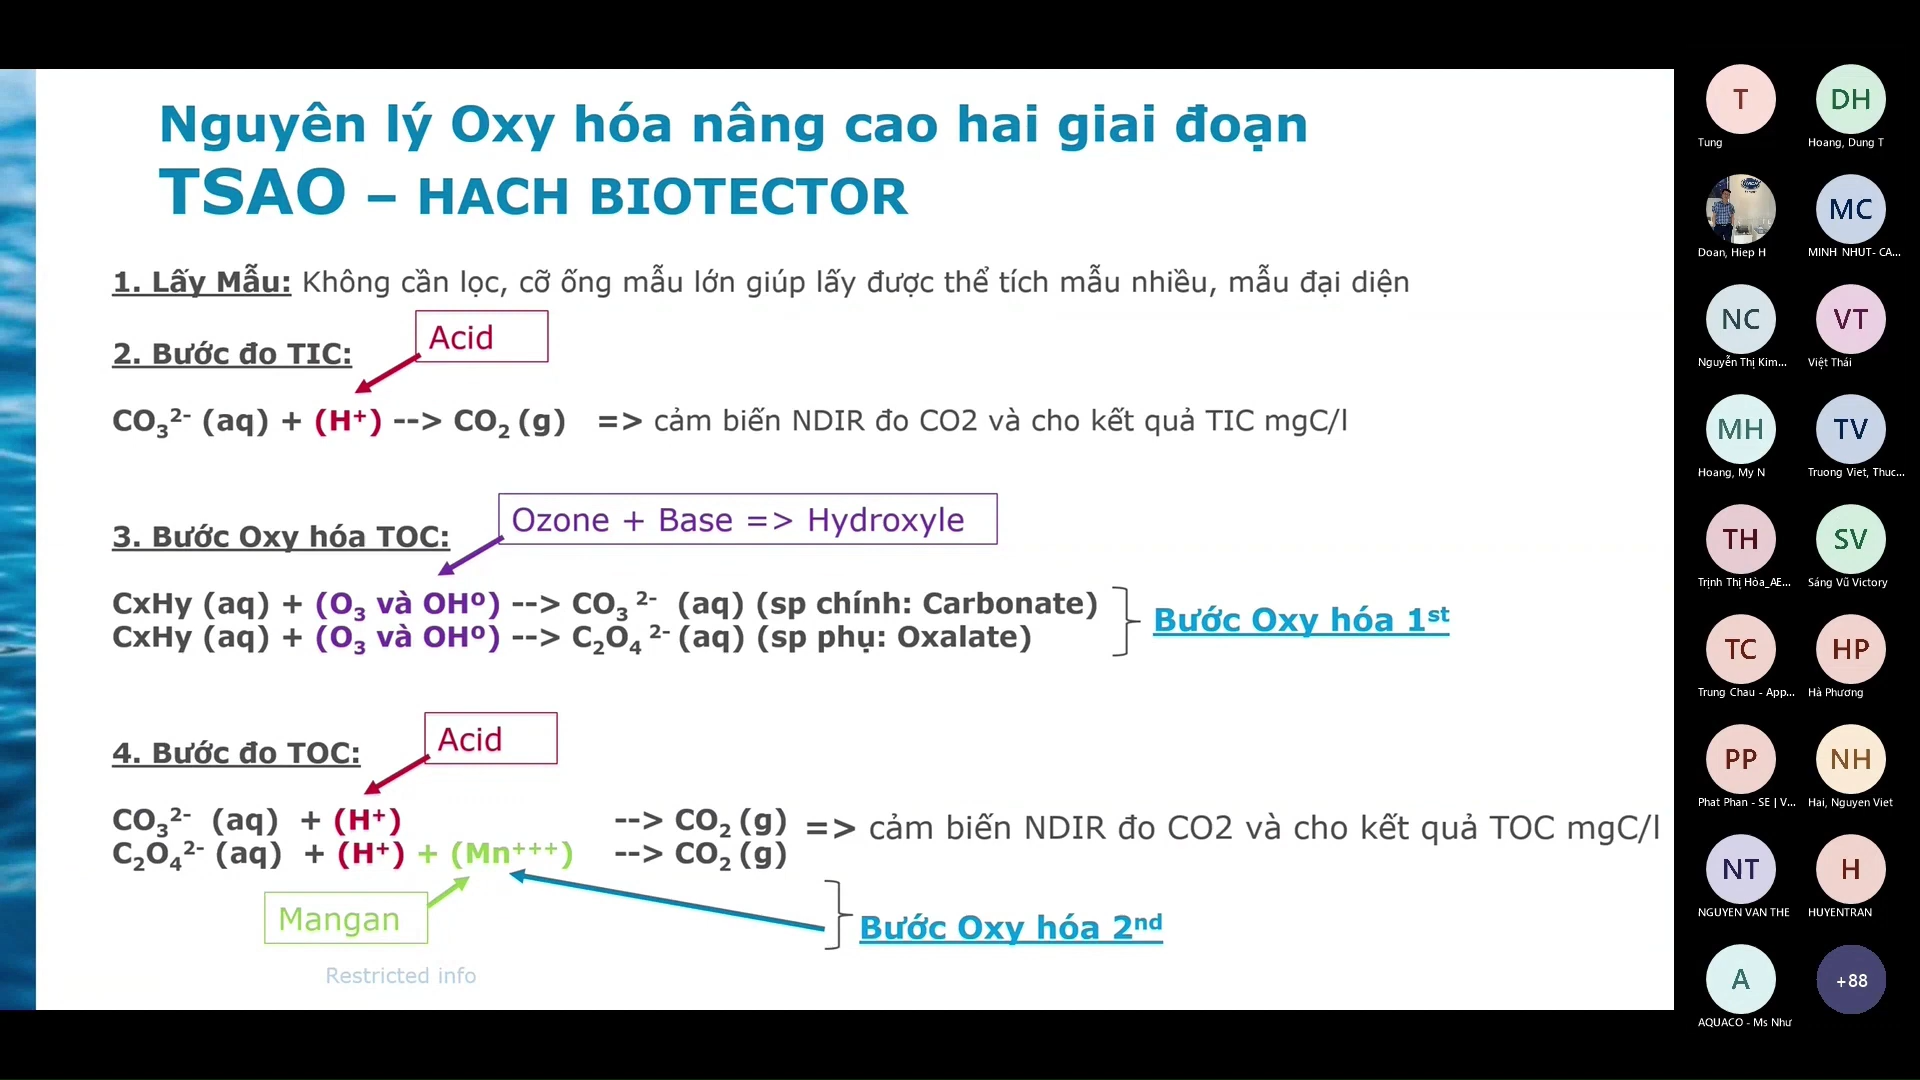 Nguyên lý Oxy hóa nâng cao hai giai đoạn
TSAO – HACH BIOTECTOR
1. Lấy Mẫu: Không cần lọc, cỡ ống mẫu lớn giúp lấy được thể tích mẫu nhiều, mẫu đại diện
Acid
2. Bước đo TIC:
CO₃²⁻ (aq) + (H⁺) --> CO₂ (g) => cảm biến NDIR đo CO2 và cho kết quả TIC mgC/l
Ozone + Base => Hydroxyle
3. Bước Oxy hóa TOC:
CxHy (aq) + (O₃ và OHº) --> CO₃ ²⁻ (aq) (sp chính: Carbonate)
CxHy (aq) + (O₃ và OHº) --> C₂O₄ ²⁻ (aq) (sp phụ: Oxalate)
Bước Oxy hóa 1ˢᵗ
Acid
4. Bước đo TOC:
CO₃²⁻ (aq) + (H⁺) --> CO₂ (g)
C₂O₄²⁻ (aq) + (H⁺) + (Mn⁺⁺⁺) --> CO₂ (g)
=> cảm biến NDIR đo CO2 và cho kết quả TOC mgC/l
Mangan
Bước Oxy hóa 2ⁿᵈ
Restricted info
T
Tung
DH
Hoang, Dung T
Doan, Hiep H
MC
MINH NHUT- CA...
NC
Nguyễn Thị Kim...
VT
Việt Thái
MH
Hoang, My N
TV
Truong Viet, Thuc...
TH
Trịnh Thị Hòa_AE...
SV
Sáng Vũ Victory
TC
Trung Chau - App...
HP
Hà Phương
PP
Phat Phan - SE | V...
NH
Hai, Nguyen Viet
NT
NGUYEN VAN THE
H
HUYENTRAN
A
AQUACO - Ms Như
+88